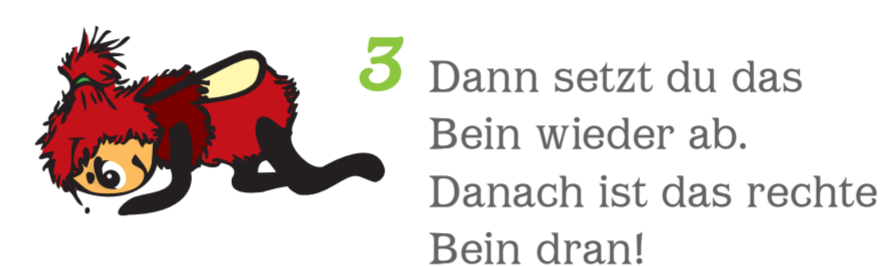 3 Dann setzt du das
Bein wieder ab.
Danach ist das rechte
Bein dran!